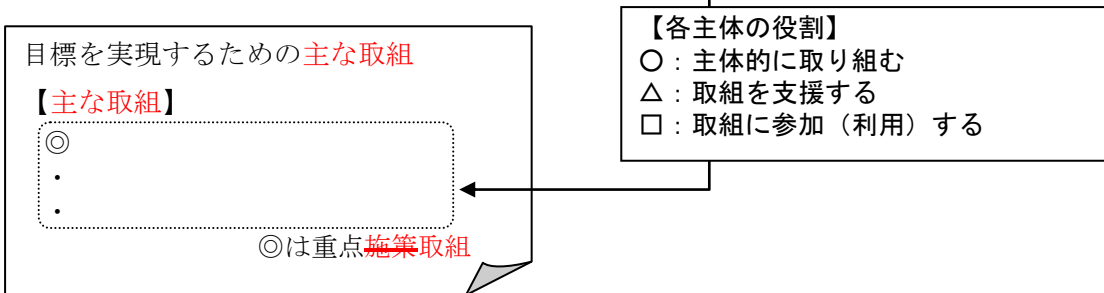 目標を実現するための主な取組
【主な取組】
◎
・
・
◎は重点施策取組
【各主体の役割】
○：主体的に取り組む
△：取組を支援する
□：取組に参加（利用）する